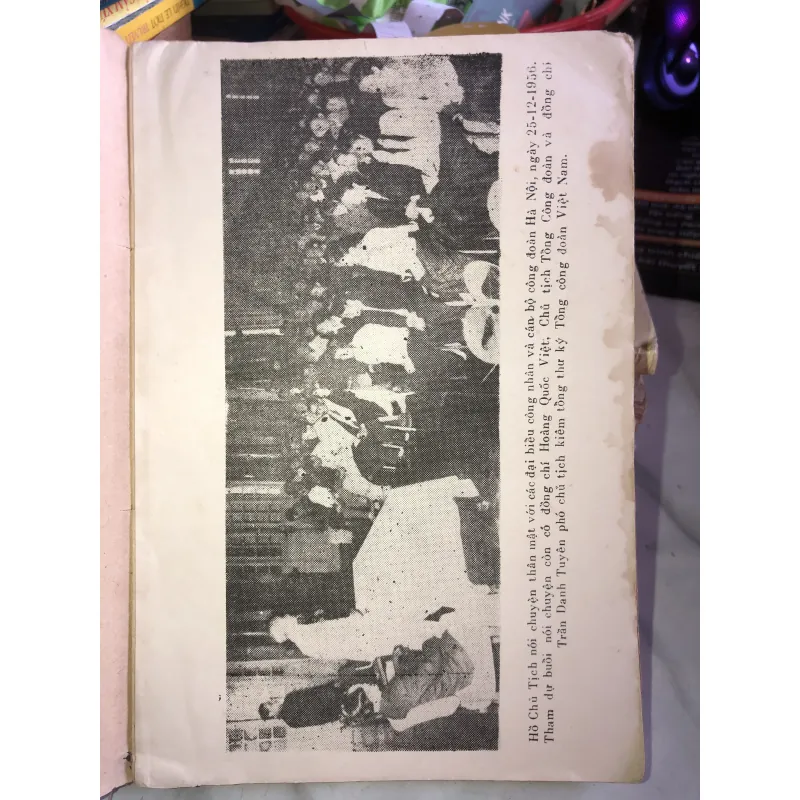 Hồ Chủ Tịch nói chuyện thân mật với các đại biểu công nhân và cán bộ công đoàn Hà Nội, ngày 25-12-1956.
Tham dự buổi nói chuyện còn có đồng chí Hoàng Quốc Việt, Chủ tịch Tổng Công đoàn và đồng chí
Trần Danh Tuyên phó chủ tịch kiêm tổng thư ký Tổng công đoàn Việt Nam.